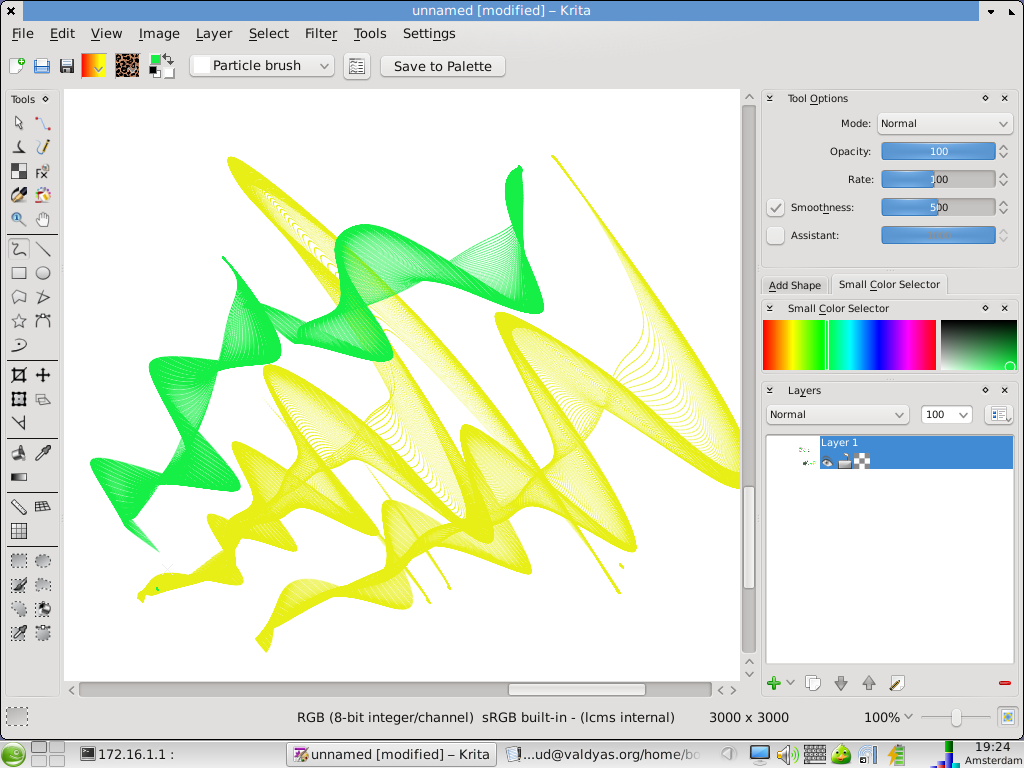 unnamed [modified] – Krita
File Edit View Image Layer Select Filter Tools Settings
Particle brush
Save to Palette
Tools
Tool Options
Mode: Normal
Opacity: 100
Rate: 100
Smoothness: 500
Assistant:
Add Shape Small Color Selector
Small Color Selector
Layers
Normal 100
Layer 1
RGB (8-bit integer/channel) sRGB built-in - (lcms internal) 3000 x 3000 100%
172.16.1.1 : unnamed [modified] – Krita ...ud@valdyas.org/home/bo 19:24
Amsterdam